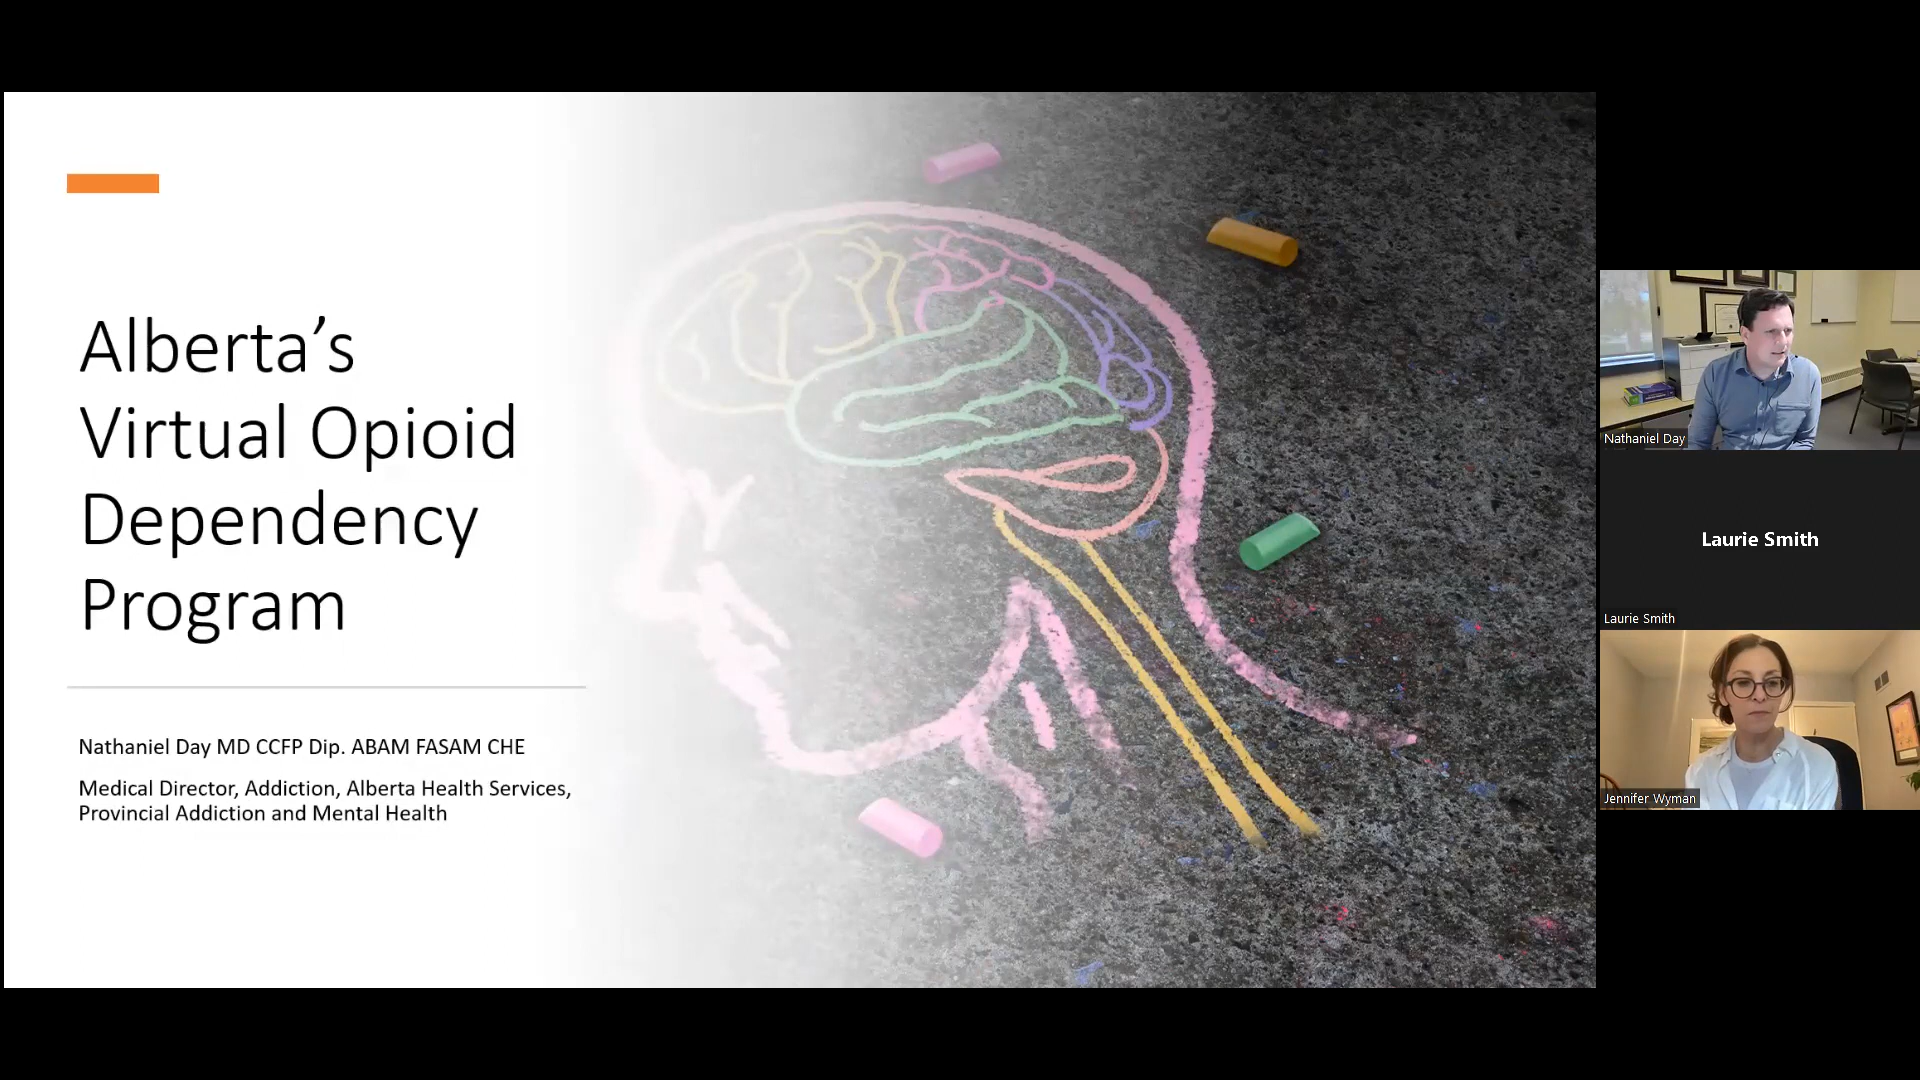 Alberta’s
Virtual Opioid
Dependency
Program
Nathaniel Day MD CCFP Dip. ABAM FASAM CHE
Medical Director, Addiction, Alberta Health Services,
Provincial Addiction and Mental Health
Nathaniel Day
Laurie Smith
Laurie Smith
Jennifer Wyman